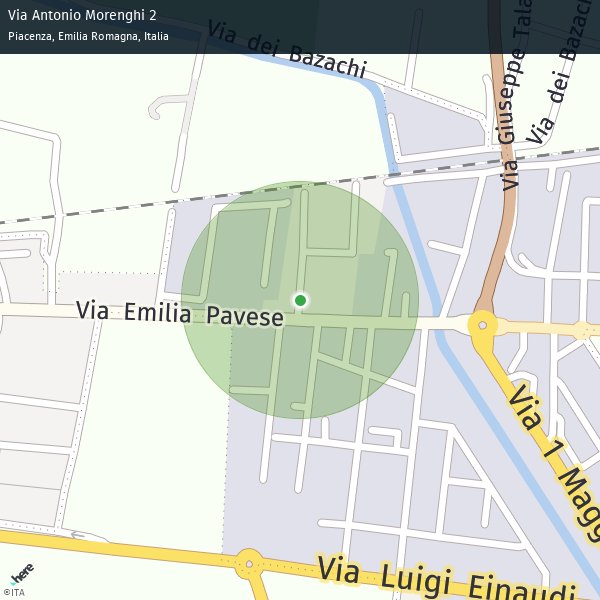 Via Antonio Morenghi 2
Piacenza, Emilia Romagna, Italia
Via dei Bazachi
Via Giuseppe Tala
Via dei Bazac
Via Emilia Pavese
Via 1 Magg
Via Luigi Einaudi
here
©ITA